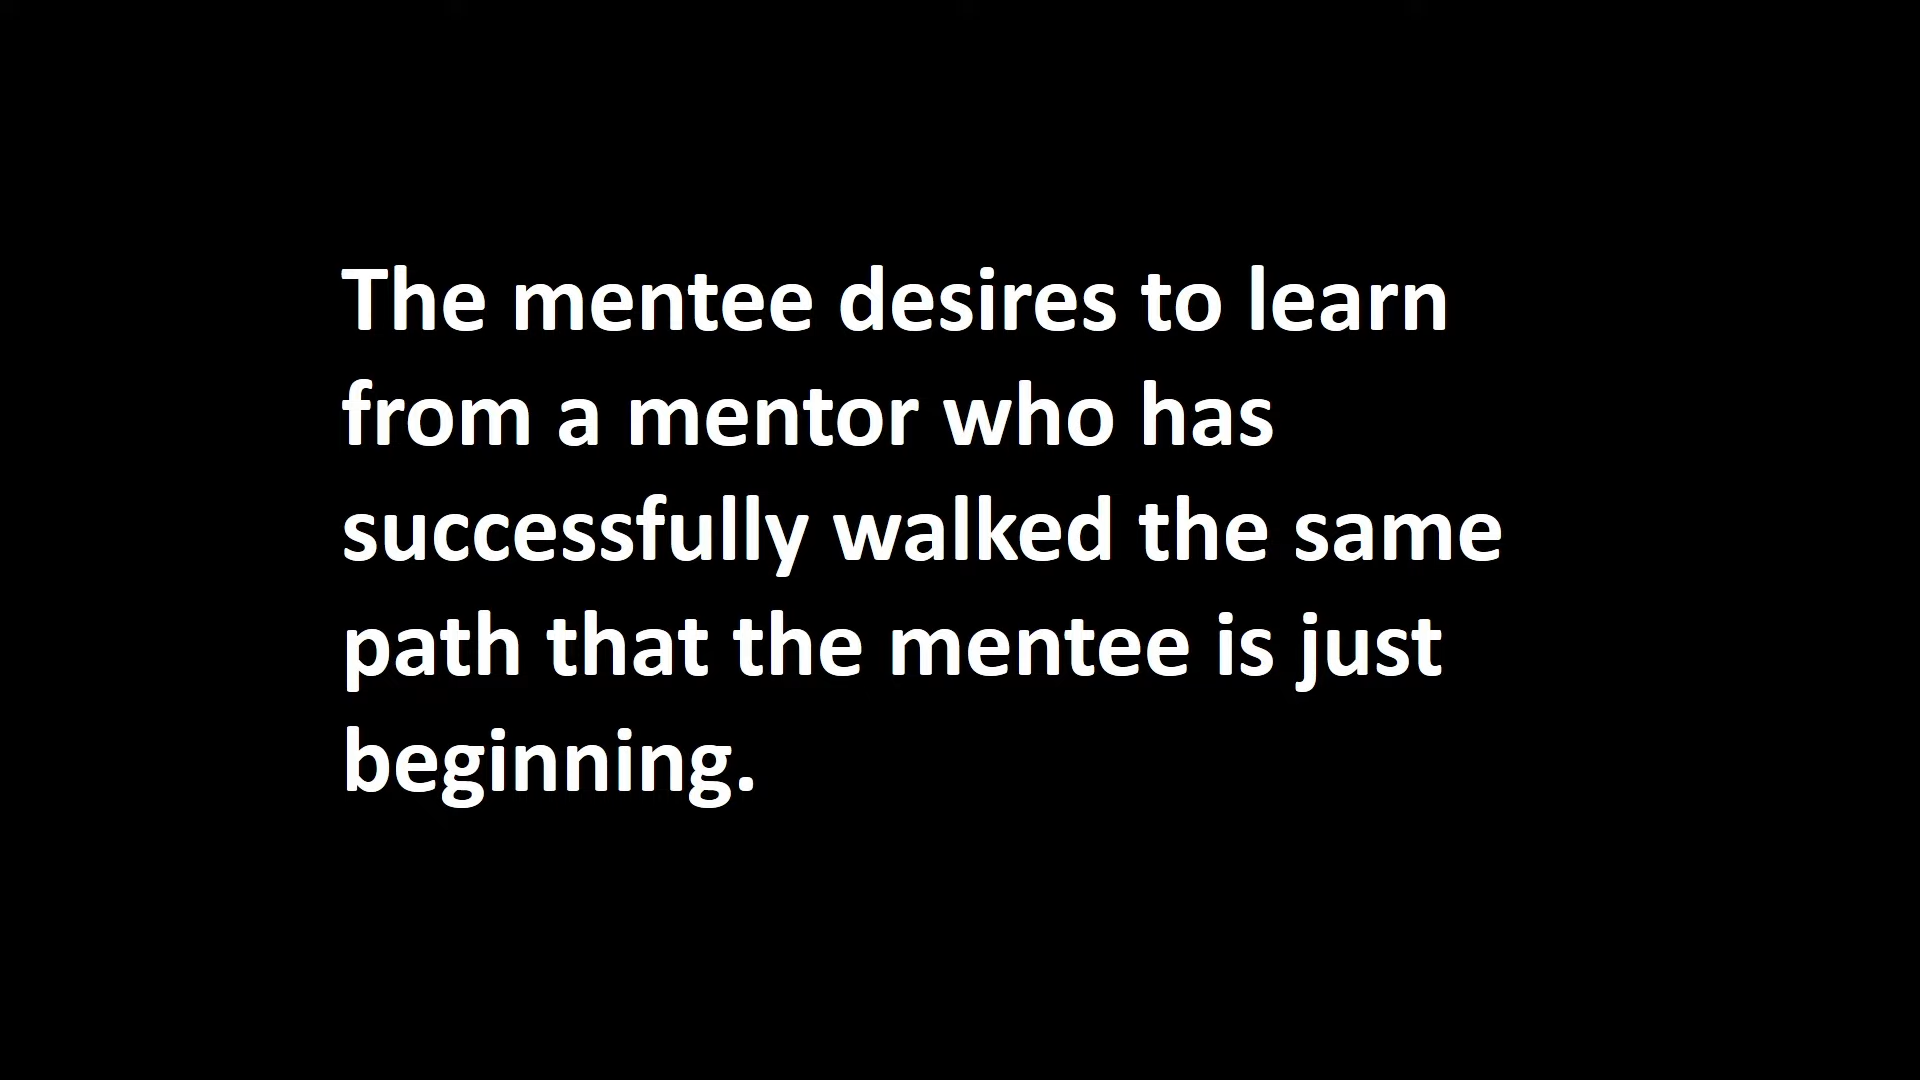 The mentee desires to learn
from a mentor who has
successfully walked the same
path that the mentee is just
beginning.